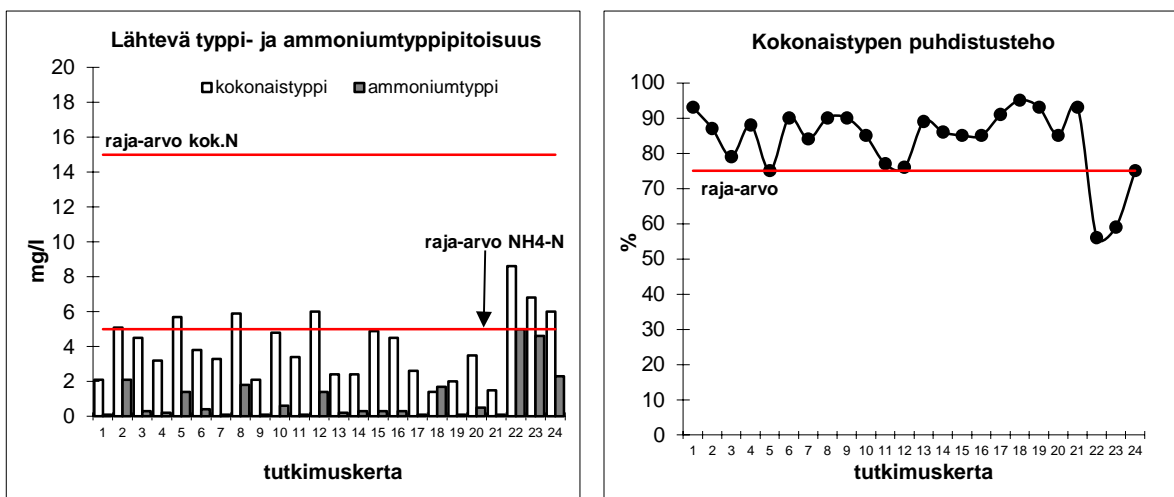 Lähtevä typpi- ja ammoniumtyppipitoisuus
20
18
16
14
12
10
8
6
4
2
0
mg/l
kokonaistyppi
ammoniumtyppi
raja-arvo kok.N
raja-arvo NH4-N
1 2 3 4 5 6 7 8 9 10 11 12 13 14 15 16 17 18 19 20 21 22 23 24
tutkimuskerta
Kokonaistypen puhdistusteho
100
90
80
70
60
50
40
30
20
10
0
%
raja-arvo
1 2 3 4 5 6 7 8 9 10 11 12 13 14 15 16 17 18 19 20 21 22 23 24
tutkimuskerta